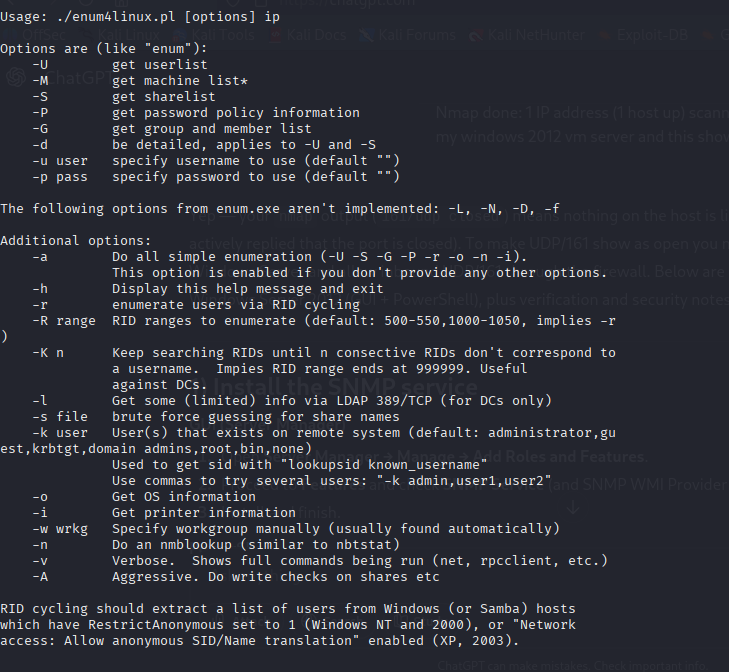 Usage: ./enum4linux.pl [options] ip
Options are (like "enum"):
-U get userlist
-M get machine list*
-S get sharelist
-P get password policy information
-G get group and member list
-d be detailed, applies to -U and -S
-u user specify username to use (default "")
-p pass specify password to use (default "")
The following options from enum.exe aren't implemented: -L, -N, -D, -f
Additional options:
-a Do all simple enumeration (-U -S -G -P -r -o -n -i).
This option is enabled if you don't provide any other options.
-h Display this help message and exit
-r enumerate users via RID cycling
-R range RID ranges to enumerate (default: 500-550,1000-1050, implies -r
)
-K n Keep searching RIDs until n consective RIDs don't correspond to
a username. Impies RID range ends at 999999. Useful
against DCs.
-l Get some (limited) info via LDAP 389/TCP (for DCs only)
-s file brute force guessing for share names
-k user User(s) that exists on remote system (default: administrator,gu
est,krbtgt,domain admins,root,bin,none)
Used to get sid with "lookupsid known_username"
Use commas to try several users: "-k admin,user1,user2"
-o Get OS information
-i Get printer information
-w wrkg Specify workgroup manually (usually found automatically)
-n Do an nmblookup (similar to nbtstat)
-v Verbose. Shows full commands being run (net, rpcclient, etc.)
-A Aggressive. Do write checks on shares etc
RID cycling should extract a list of users from Windows (or Samba) hosts
which have RestrictAnonymous set to 1 (Windows NT and 2000), or "Network
access: Allow anonymous SID/Name translation" enabled (XP, 2003).